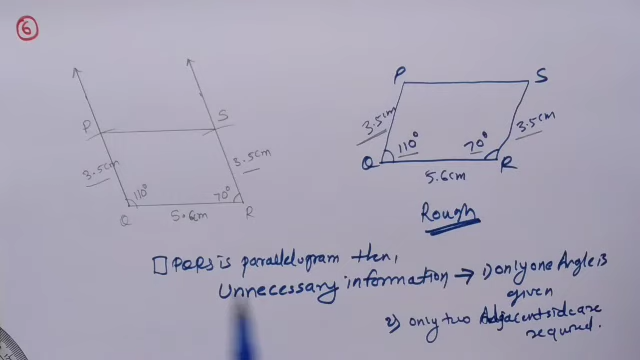 6
P
S
3.5cm
3.5cm
110°
70°
Q
5.6cm
R
P
S
3.5cm
3.5cm
110°
70°
Q
R
5.6cm
Rough
□PQRS is parallelogram then,
Unnecessary information → 1) only one Angle is
given
2) only two Adjacent side are
required.